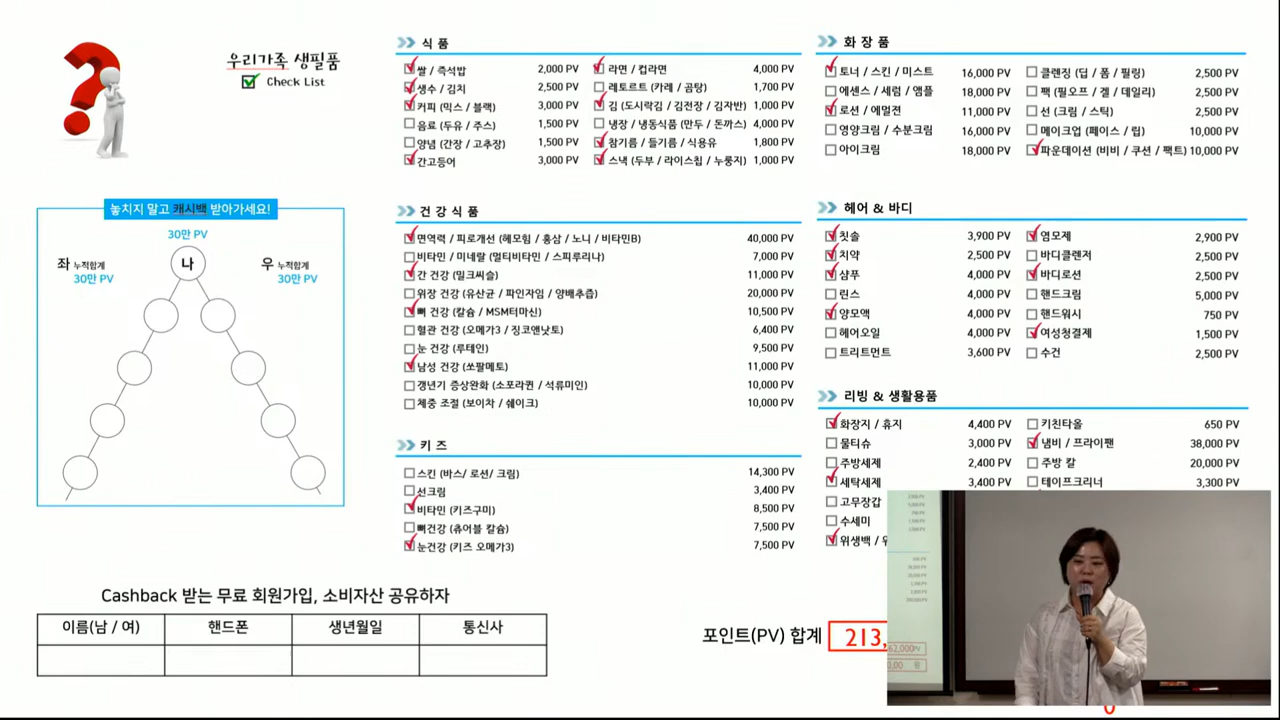 우리가족 생필품
Check List
놓치지 말고 캐시백 받아가세요!
30만 PV
좌 누적합계
30만 PV
나
우 누적합계
30만 PV
식 품
쌀 / 즉석밥 2,000 PV
생수 / 김치 2,500 PV
커피 (믹스 / 블랙) 3,000 PV
음료 (두유 / 주스) 1,500 PV
양념 (간장 / 고추장) 1,500 PV
간고등어 3,000 PV
라면 / 컵라면 4,000 PV
레토르트 (카레 / 곰탕) 1,700 PV
김 (도시락김 / 김전장 / 김자반) 1,000 PV
냉장 / 냉동식품 (만두 / 돈까스) 4,000 PV
참기름 / 들기름 / 식용유 1,800 PV
스낵 (두부 / 라이스칩 / 누룽지) 1,000 PV
건 강 식 품
면역력 / 피로개선 (헤모힘 / 홍삼 / 노니 / 비타민B) 40,000 PV
비타민 / 미네랄 (멀티비타민 / 스피루리나) 7,000 PV
간 건강 (밀크씨슬) 11,000 PV
위장 건강 (유산균 / 파인자임 / 양배추즙) 20,000 PV
뼈 건강 (칼슘 / MSM터마신) 10,500 PV
혈관 건강 (오메가3 / 징코앤낫토) 6,400 PV
눈 건강 (루테인) 9,500 PV
남성 건강 (쏘팔메토) 11,000 PV
갱년기 증상완화 (소포라퀸 / 석류미인) 10,000 PV
체중 조절 (보이차 / 쉐이크) 10,000 PV
키 즈
스킨 (바스/ 로션/ 크림) 14,300 PV
선크림 3,400 PV
비타민 (키즈구미) 8,500 PV
뼈건강 (츄어블 칼슘) 7,500 PV
눈건강 (키즈 오메가3) 7,500 PV
화 장 품
토너 / 스킨 / 미스트 16,000 PV
에센스 / 세럼 / 앰플 18,000 PV
로션 / 에멀젼 11,000 PV
영양크림 / 수분크림 16,000 PV
아이크림 18,000 PV
클렌징 (딥 / 폼 / 필링) 2,500 PV
팩 (필오프 / 겔 / 데일리) 2,500 PV
선 (크림 / 스틱) 2,500 PV
메이크업 (페이스 / 립) 10,000 PV
파운데이션 (비비 / 쿠션 / 팩트) 10,000 PV
헤어 & 바디
칫솔 3,900 PV
치약 2,500 PV
샴푸 4,000 PV
린스 4,000 PV
양모액 4,000 PV
헤어오일 4,000 PV
트리트먼트 3,600 PV
염모제 2,900 PV
바디클렌저 2,500 PV
바디로션 2,500 PV
핸드크림 5,000 PV
핸드워시 750 PV
여성청결제 1,500 PV
수건 2,500 PV
리빙 & 생활용품
화장지 / 휴지 4,400 PV
물티슈 3,000 PV
주방세제 2,400 PV
세탁세제 3,400 PV
고무장갑
수세미
위생백 /
키친타올 650 PV
냄비 / 프라이팬 38,000 PV
주방 칼 20,000 PV
테이프크리너 3,300 PV
Cashback 받는 무료 회원가입, 소비자산 공유하자
이름(남 / 여) 핸드폰 생년월일 통신사
포인트(PV) 합계 213,